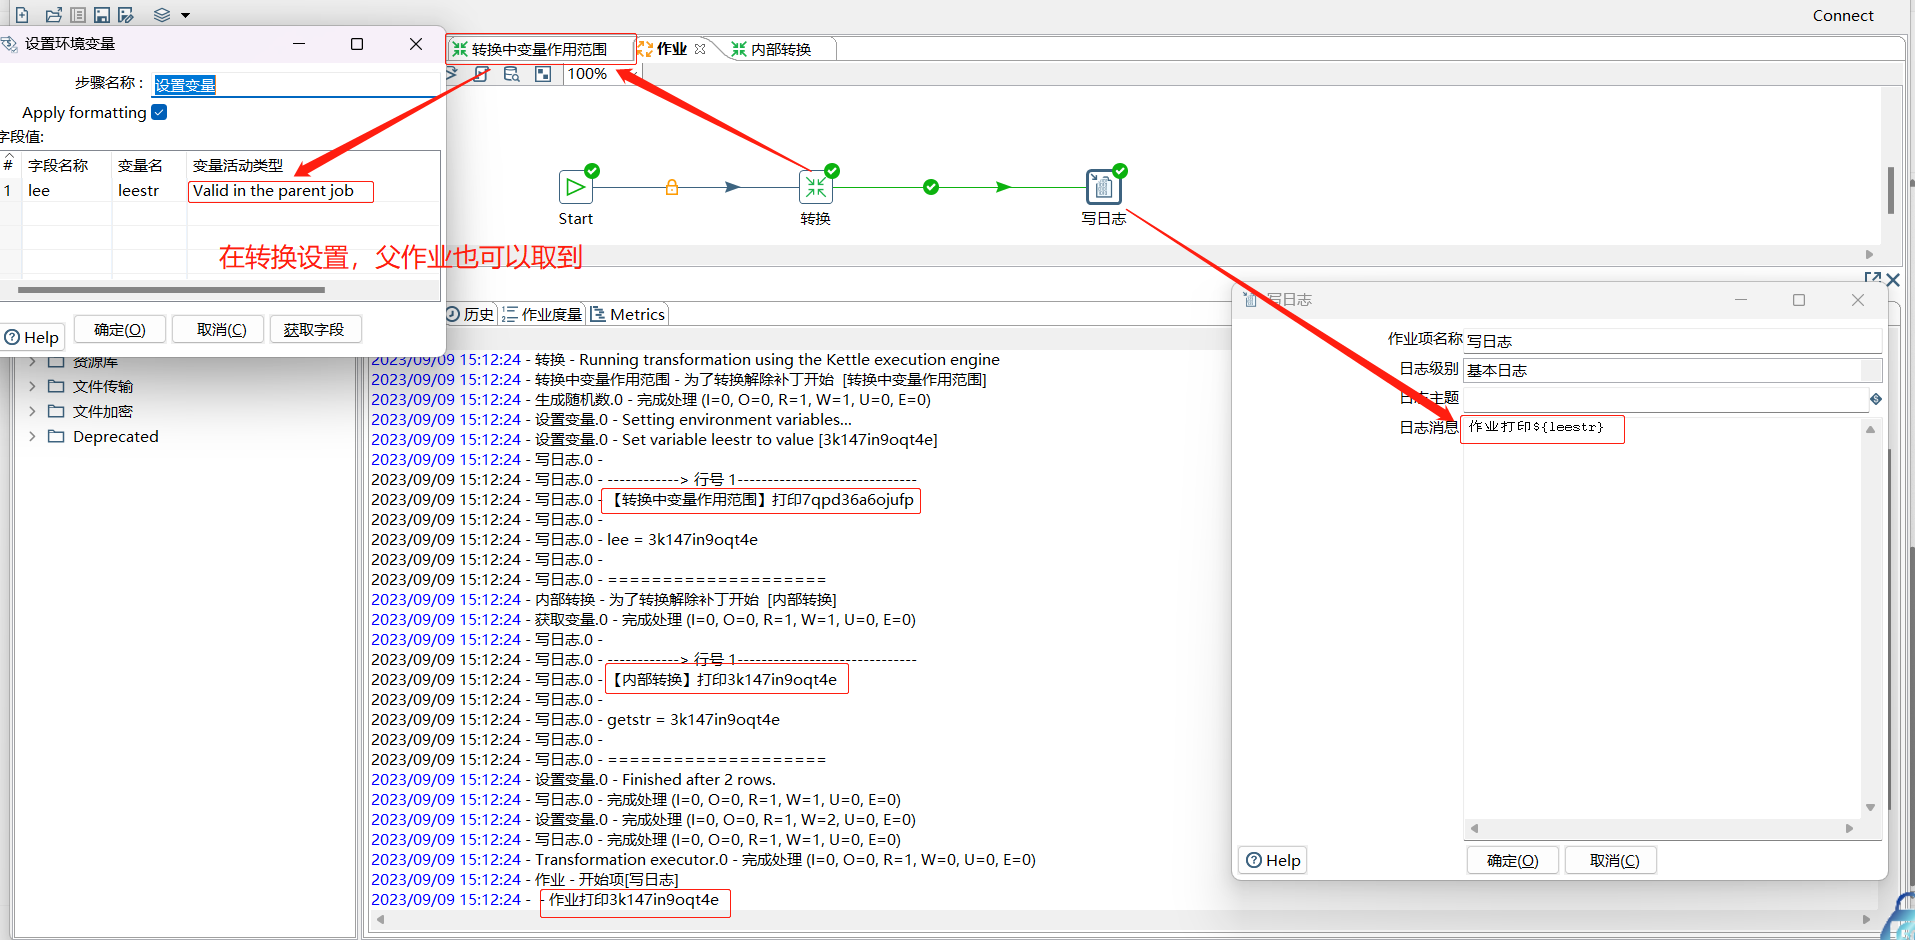 Connect
设置环境变量
步骤名称：
设置变量
Apply formatting
字段值:
# 字段名称 变量名 变量活动类型
1 lee leestr Valid in the parent job
在转换设置，父作业也可以取到
Help
确定(O)
取消(C)
获取字段
资源库
文件传输
文件加密
Deprecated
转换中变量作用范围
作业
内部转换
100%
Start
转换
写日志
历史
作业度量
Metrics
2023/09/09 15:12:24 - 转换 - Running transformation using the Kettle execution engine
2023/09/09 15:12:24 - 转换中变量作用范围 - 为了转换解除补丁开始 [转换中变量作用范围]
2023/09/09 15:12:24 - 生成随机数.0 - 完成处理 (I=0, O=0, R=1, W=1, U=0, E=0)
2023/09/09 15:12:24 - 设置变量.0 - Setting environment variables...
2023/09/09 15:12:24 - 设置变量.0 - Set variable leestr to value [3k147in9oqt4e]
2023/09/09 15:12:24 - 写日志.0 -
2023/09/09 15:12:24 - 写日志.0 - ------------> 行号 1------------------------------
2023/09/09 15:12:24 - 写日志.0 - 【转换中变量作用范围】打印7qpd36a6ojufp
2023/09/09 15:12:24 - 写日志.0 -
2023/09/09 15:12:24 - 写日志.0 - lee = 3k147in9oqt4e
2023/09/09 15:12:24 - 写日志.0 -
2023/09/09 15:12:24 - 写日志.0 - ====================
2023/09/09 15:12:24 - 内部转换 - 为了转换解除补丁开始 [内部转换]
2023/09/09 15:12:24 - 获取变量.0 - 完成处理 (I=0, O=0, R=1, W=1, U=0, E=0)
2023/09/09 15:12:24 - 写日志.0 -
2023/09/09 15:12:24 - 写日志.0 - ------------> 行号 1------------------------------
2023/09/09 15:12:24 - 写日志.0 - 【内部转换】打印3k147in9oqt4e
2023/09/09 15:12:24 - 写日志.0 -
2023/09/09 15:12:24 - 写日志.0 - getstr = 3k147in9oqt4e
2023/09/09 15:12:24 - 写日志.0 -
2023/09/09 15:12:24 - 写日志.0 - ====================
2023/09/09 15:12:24 - 设置变量.0 - Finished after 2 rows.
2023/09/09 15:12:24 - 写日志.0 - 完成处理 (I=0, O=0, R=1, W=1, U=0, E=0)
2023/09/09 15:12:24 - 设置变量.0 - 完成处理 (I=0, O=0, R=1, W=2, U=0, E=0)
2023/09/09 15:12:24 - 写日志.0 - 完成处理 (I=0, O=0, R=1, W=1, U=0, E=0)
2023/09/09 15:12:24 - Transformation executor.0 - 完成处理 (I=0, O=0, R=1, W=0, U=0, E=0)
2023/09/09 15:12:24 - 作业 - 开始项[写日志]
2023/09/09 15:12:24 - - 作业打印3k147in9oqt4e
写日志
作业项名称 写日志
日志级别 基本日志
日志主题
日志消息 作业打印${leestr}
Help
确定(O)
取消(C)